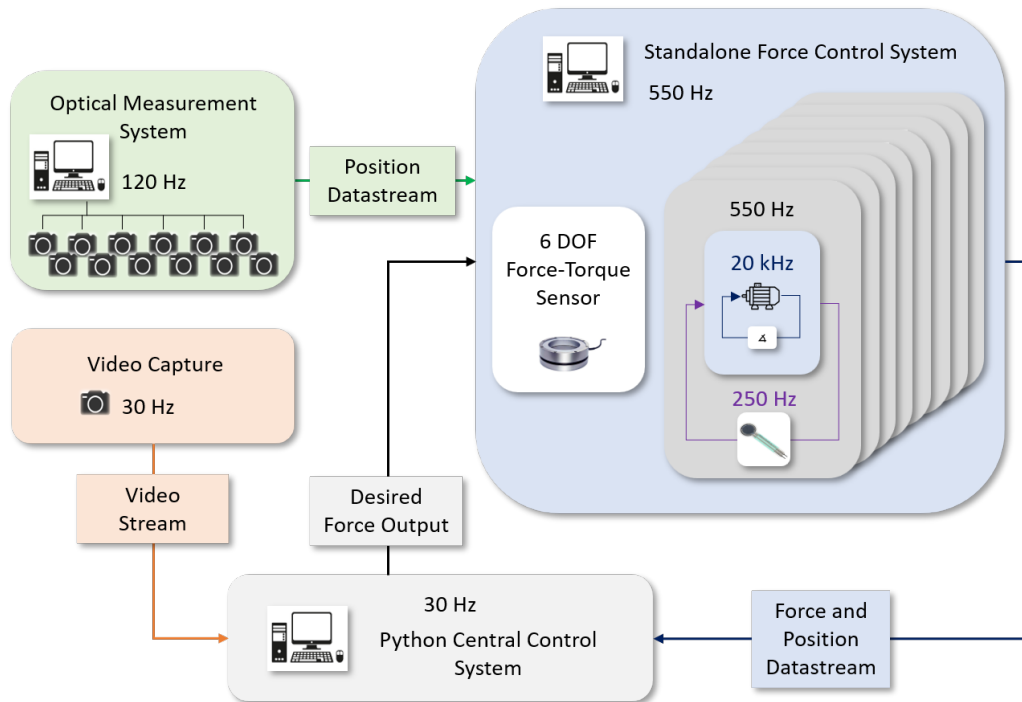 Optical Measurement
System
120 Hz
Position
Datastream
Standalone Force Control System
550 Hz
6 DOF
Force-Torque
Sensor
550 Hz
20 kHz
250 Hz
Video Capture
30 Hz
Video
Stream
Desired
Force Output
30 Hz
Python Central Control
System
Force and
Position
Datastream